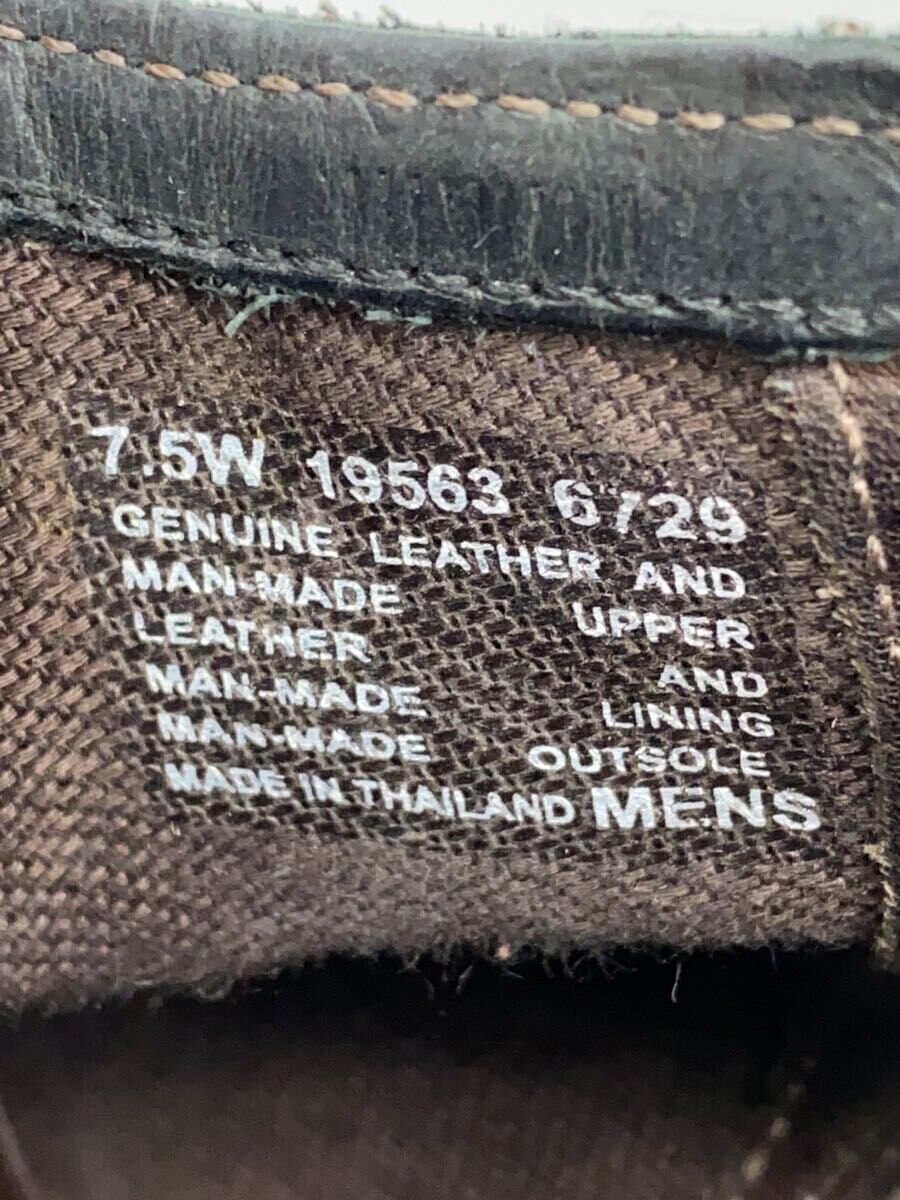 7.5W 19563 6729
GENUINE LEATHER AND
MAN-MADE UPPER
LEATHER AND
MAN-MADE LINING
MAN-MADE OUTSOLE
MADE IN THAILAND MENS